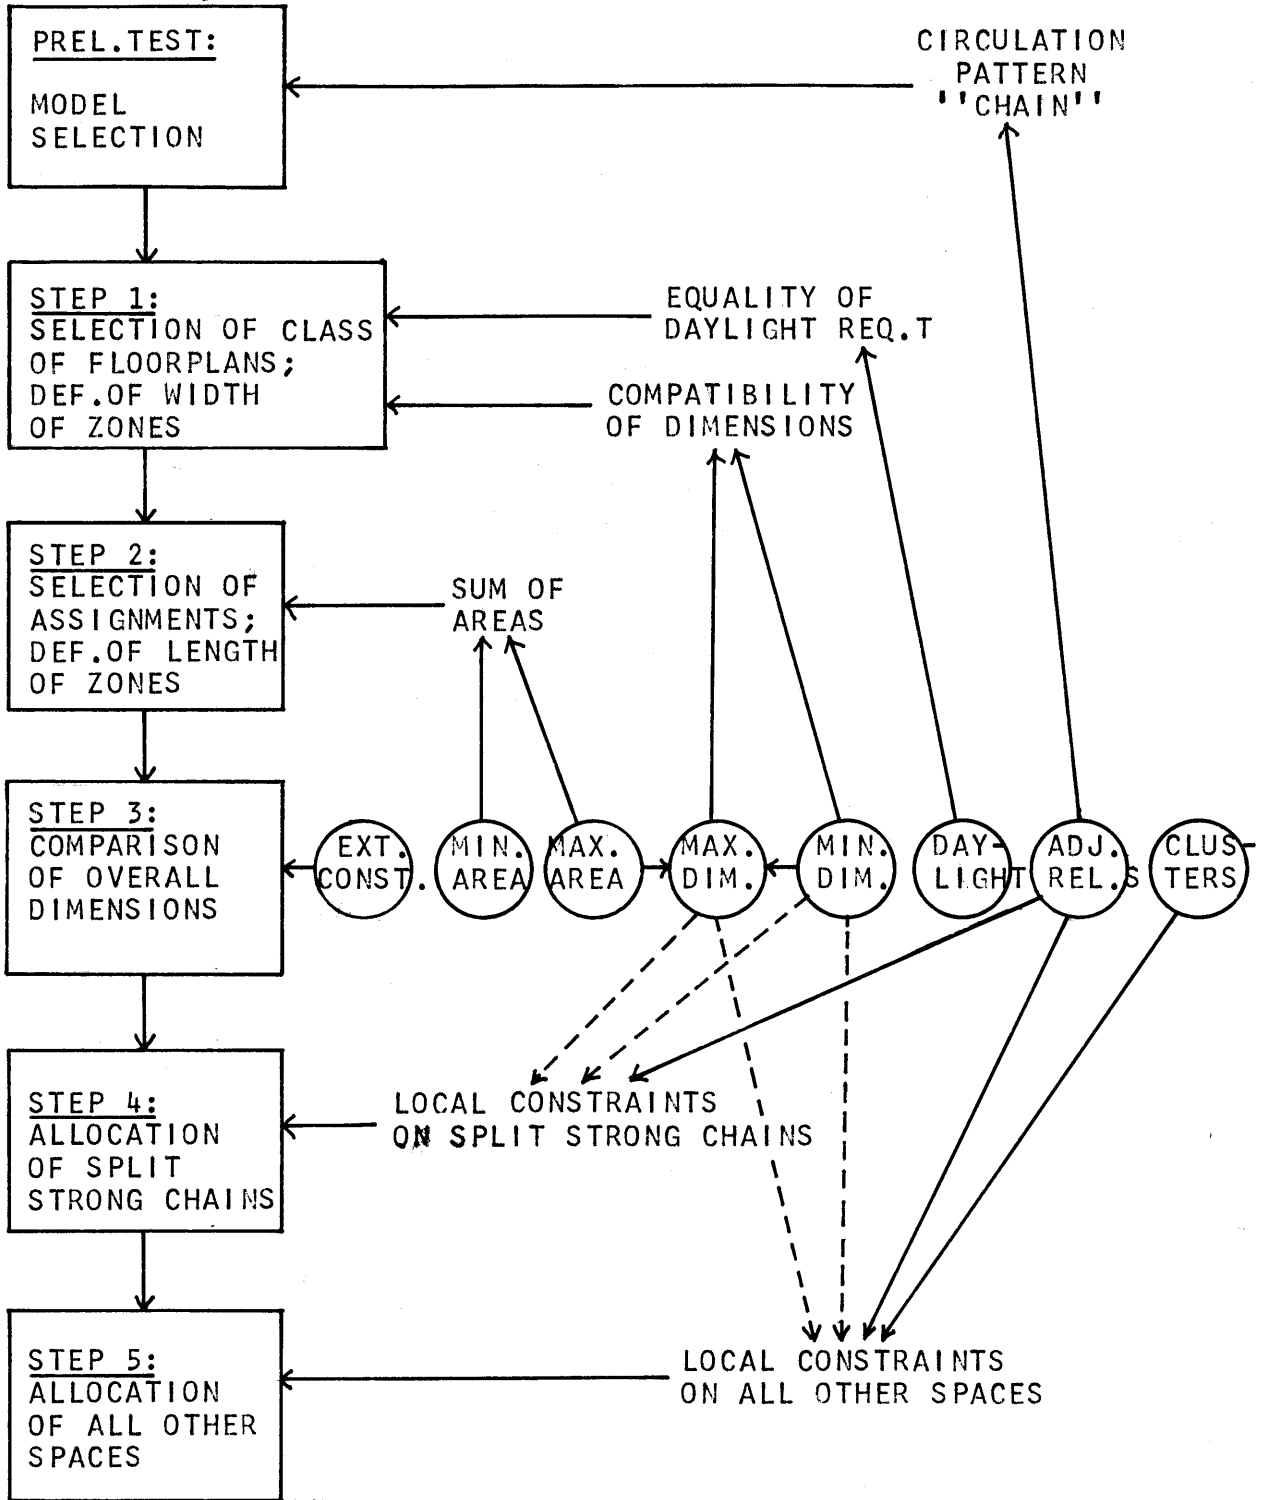 PREL.TEST:
MODEL
SELECTION
CIRCULATION
PATTERN
''CHAIN''
STEP 1:
SELECTION OF CLASS
OF FLOORPLANS;
DEF.OF WIDTH
OF ZONES
EQUALITY OF
DAYLIGHT REQ.T
COMPATIBILITY
OF DIMENSIONS
STEP 2:
SELECTION OF
ASSIGNMENTS;
DEF.OF LENGTH
OF ZONES
SUM OF
AREAS
STEP 3:
COMPARISON
OF OVERALL
DIMENSIONS
EXT.
CONST.
MIN.
AREA
MAX.
AREA
MAX.
DIM.
MIN.
DIM.
DAY-
LIGHT
ADJ.
REL.S
CLUS-
TERS
STEP 4:
ALLOCATION
OF SPLIT
STRONG CHAINS
LOCAL CONSTRAINTS
ON SPLIT STRONG CHAINS
STEP 5:
ALLOCATION
OF ALL OTHER
SPACES
LOCAL CONSTRAINTS
ON ALL OTHER SPACES